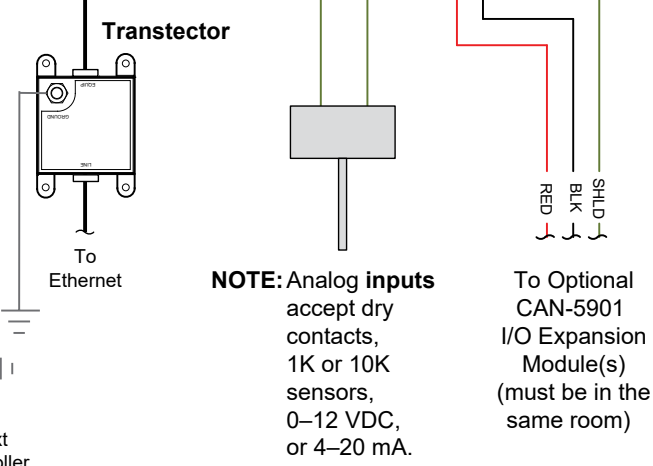 Transtector
EQUIP
GROUND
LINE
To
Ethernet
RED
BLK
SHLD
NOTE: Analog inputs
accept dry
contacts,
1K or 10K
sensors,
0–12 VDC,
or 4–20 mA.
To Optional
CAN-5901
I/O Expansion
Module(s)
(must be in the
same room)